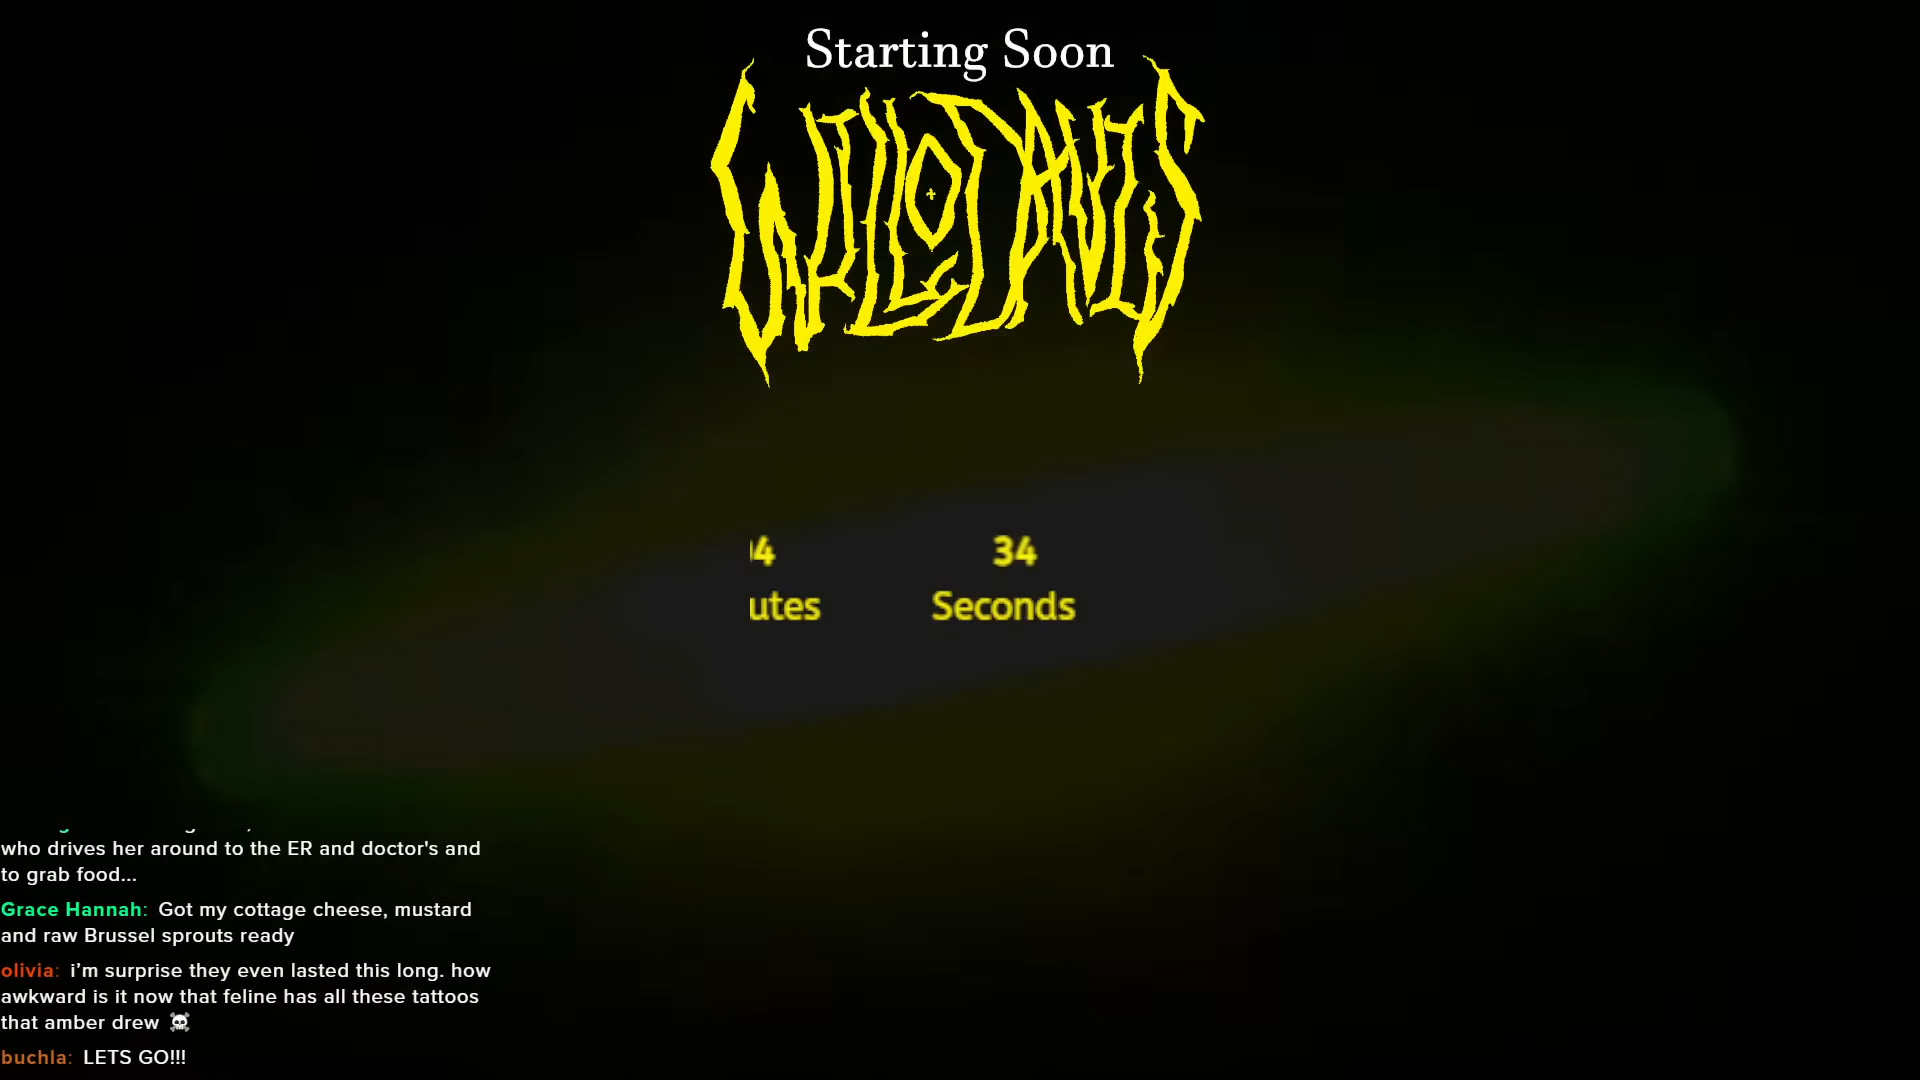 Starting Soon
4
34
utes
Seconds
who drives her around to the ER and doctor's and
to grab food...
Grace Hannah: Got my cottage cheese, mustard
and raw Brussel sprouts ready
olivia: i’m surprise they even lasted this long. how
awkward is it now that feline has all these tattoos
that amber drew ☠
buchla: LETS GO!!!